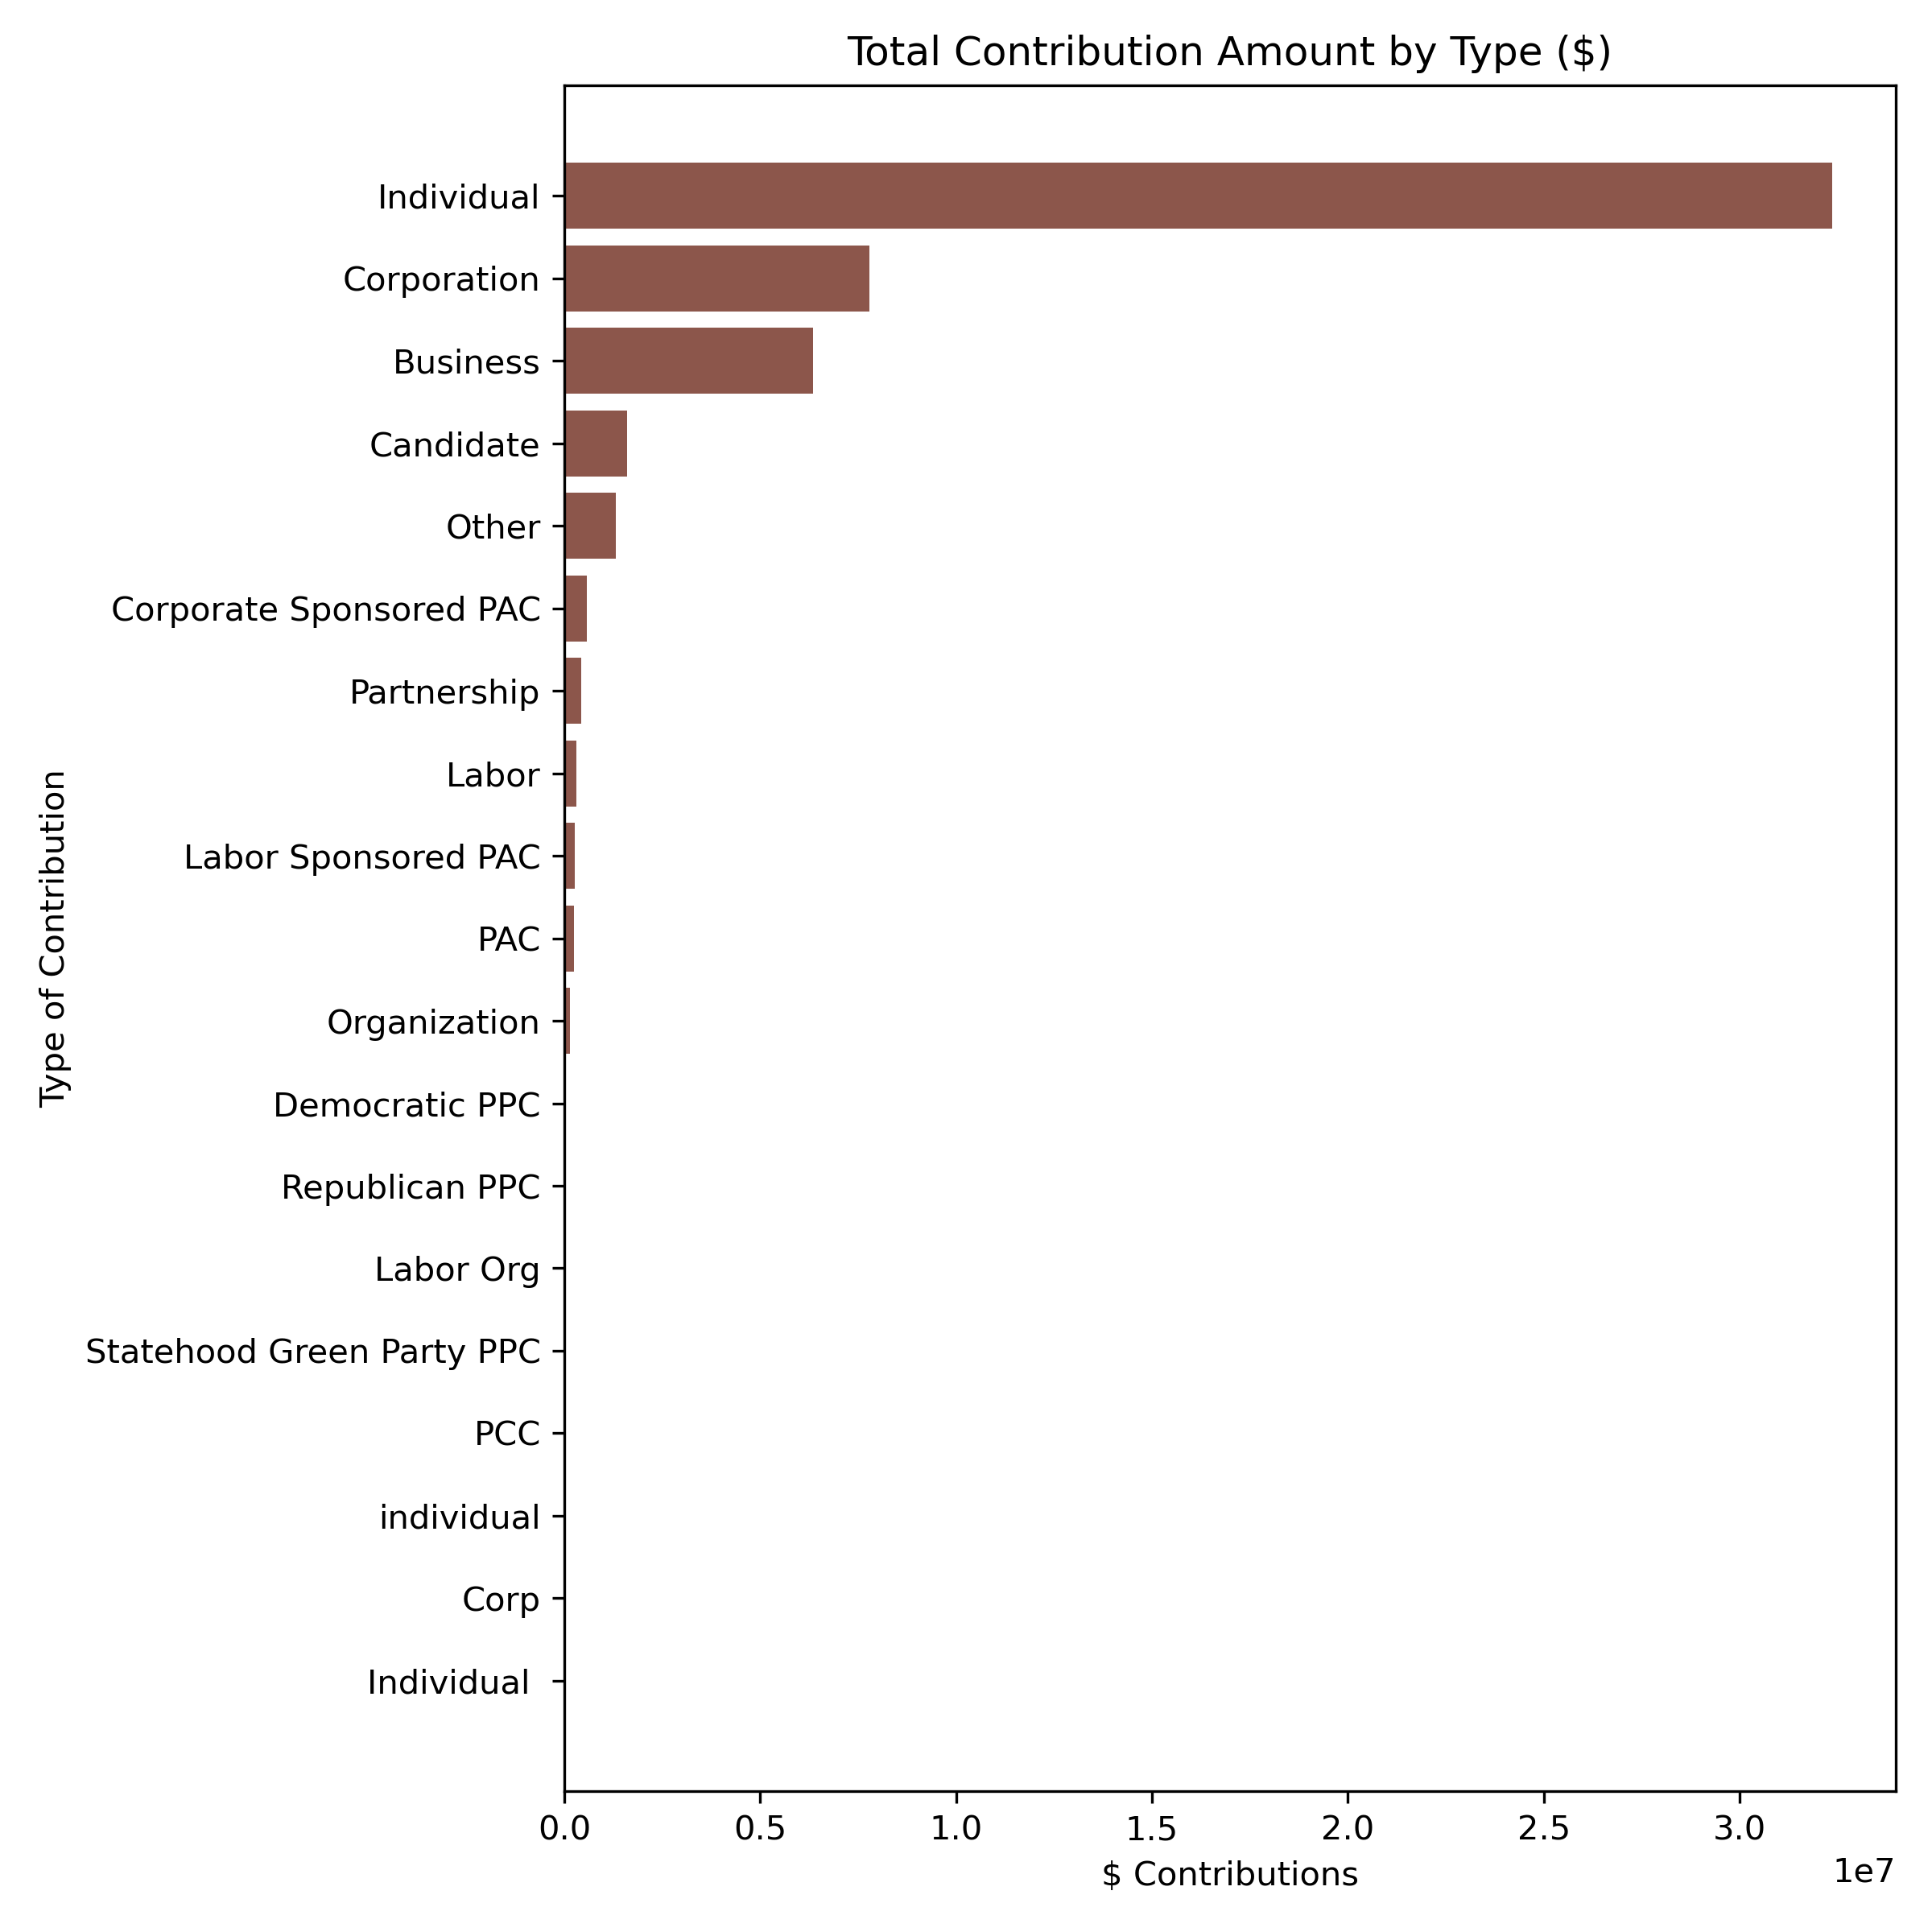 Total Contribution Amount by Type ($)
Individual
Corporation
Business
Candidate
Other
Corporate Sponsored PAC
Partnership
Labor
Labor Sponsored PAC
PAC
Organization
Democratic PPC
Republican PPC
Labor Org
Statehood Green Party PPC
PCC
individual
Corp
Individual
Type of Contribution
0.0 0.5 1.0 1.5 2.0 2.5 3.0
$ Contributions
1e7